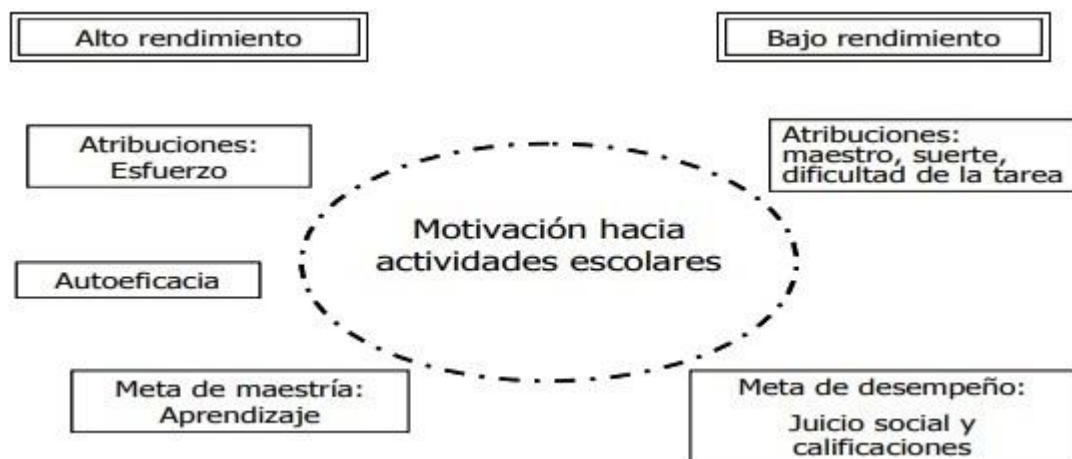 Alto rendimiento
Bajo rendimiento
Atribuciones:
Esfuerzo
Atribuciones:
maestro, suerte,
dificultad de la tarea
Motivación hacia
actividades escolares
Autoeficacia
Meta de maestría:
Aprendizaje
Meta de desempeño:
Juicio social y
calificaciones